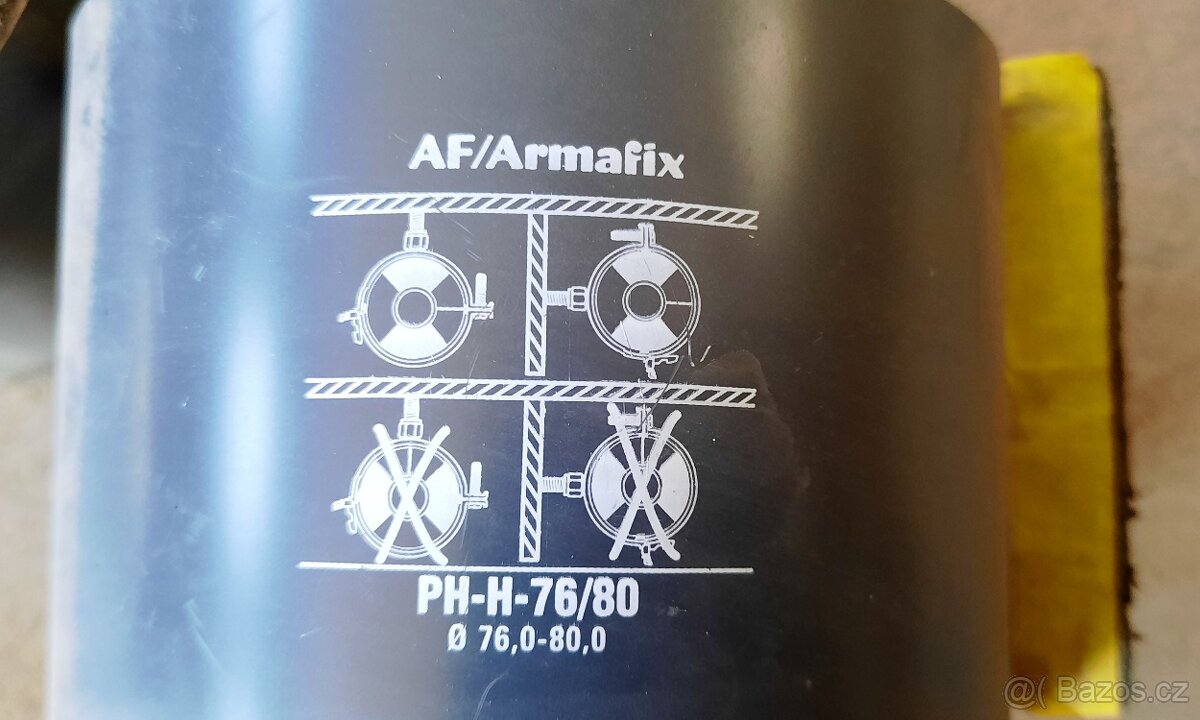 AF/Armafix
PH-H-76/80
Ø 76,0-80,0
@( Bazos.cz